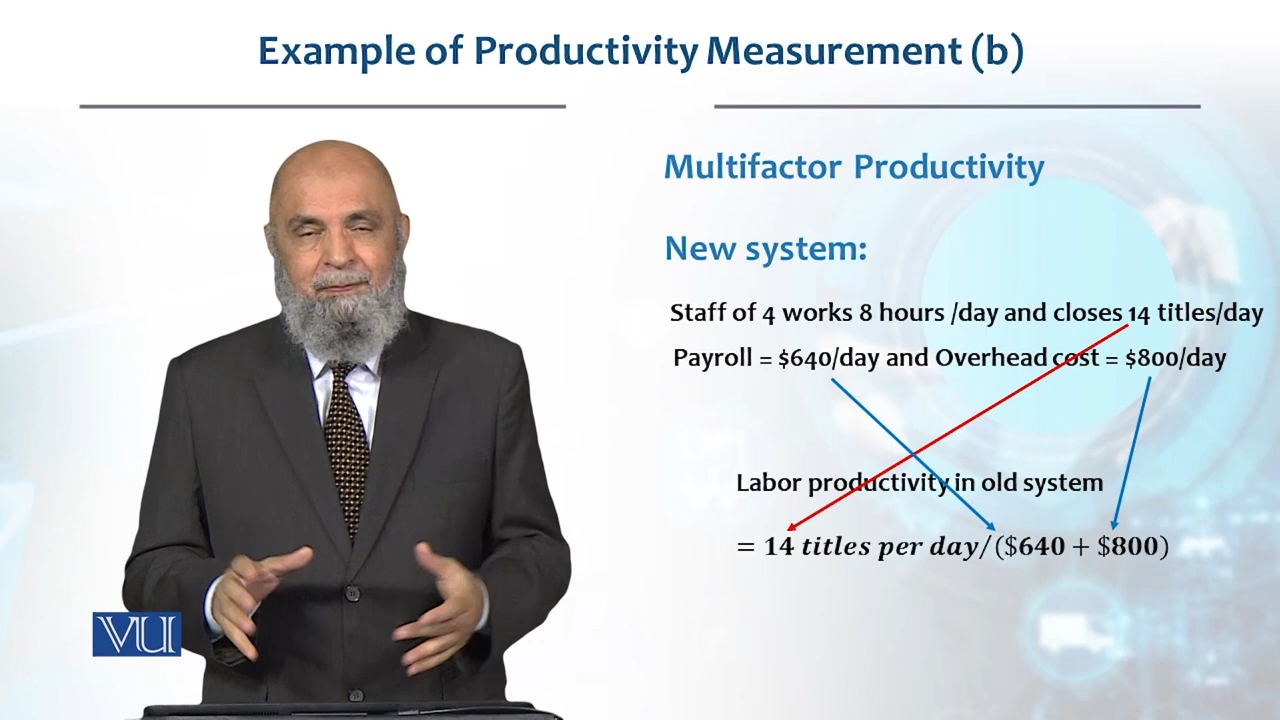 Example of Productivity Measurement (b)
Multifactor Productivity
New system:
Staff of 4 works 8 hours /day and closes 14 titles/day
Payroll = $640/day and Overhead cost = $800/day
Labor productivity in old system
= 14 titles per day/($640 + $800)
VU